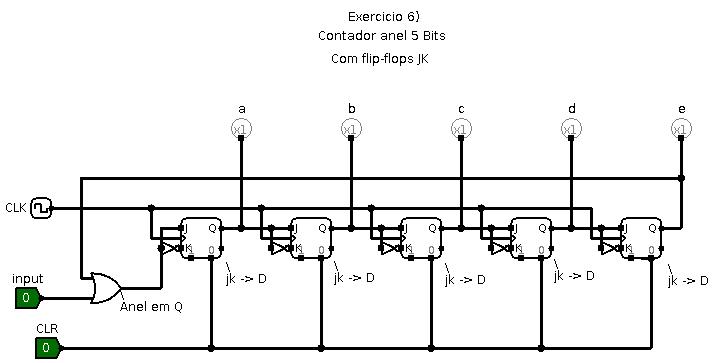 Exercicio 6)
Contador anel 5 Bits
Com flip-flops JK
a b c d e
x1 x1 x1 x1 x1
CLK
J Q J Q J Q J Q J Q
K 0 K 0 K 0 K 0 K 0
input
0
Anel em Q
jk -> D jk -> D jk -> D jk -> D jk -> D
CLR
0